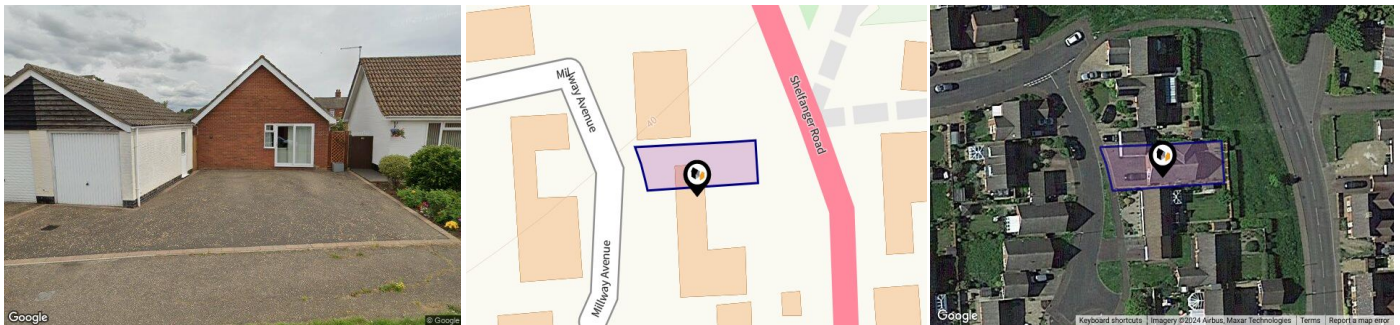 Google
© Google
Millway Avenue
40
Shelfanger Road
Millway Avenue
Google
Keyboard shortcuts
Imagery ©2024 Airbus, Maxar Technologies
Terms
Report a map error